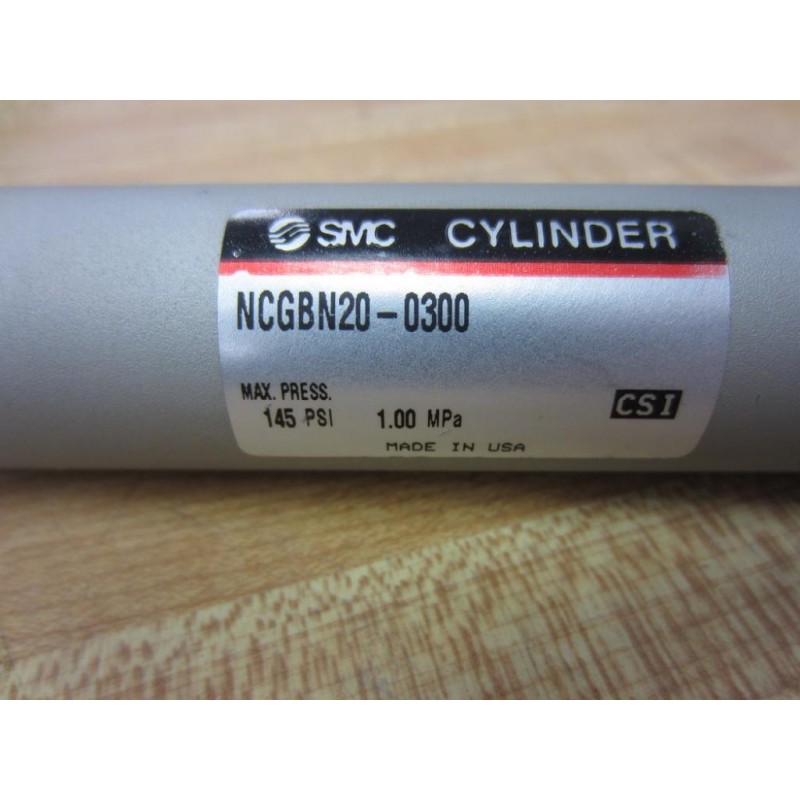 SMC CYLINDER
NCGBN20-0300
MAX. PRESS.
145 PSI 1.00 MPa
CSI
MADE IN USA